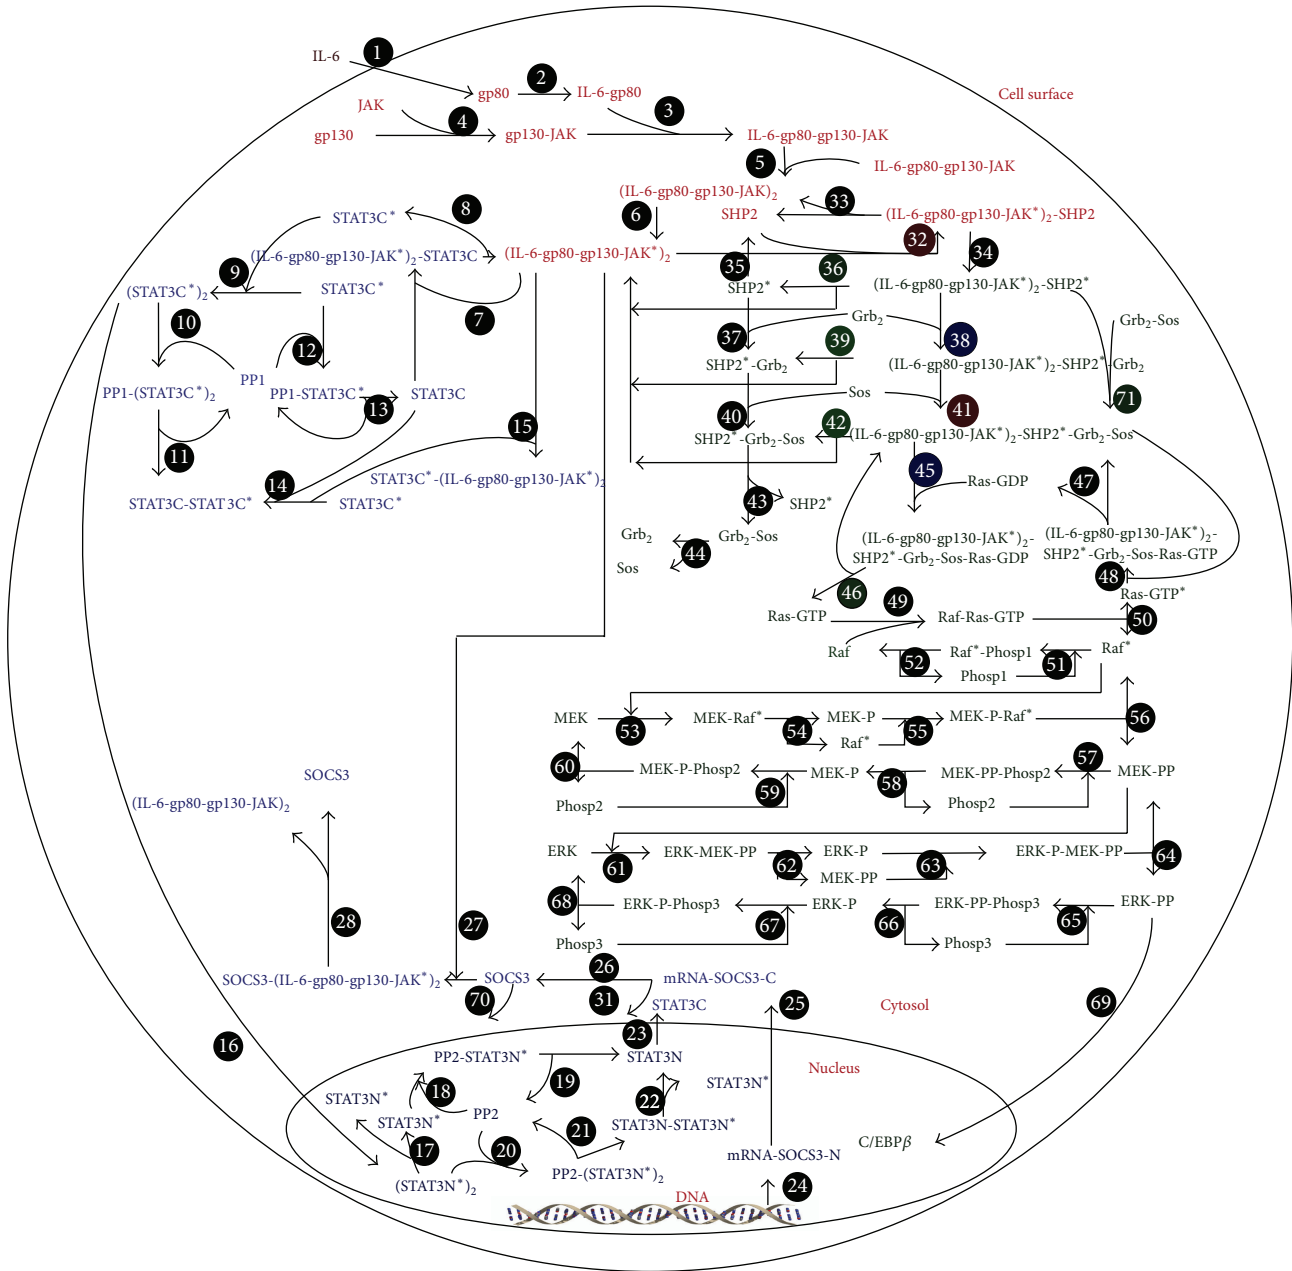 IL-6
1
2
gp80
IL-6-gp80
Cell surface
JAK
4
3
gp130
gp130-JAK
IL-6-gp80-gp130-JAK
5
IL-6-gp80-gp130-JAK
(IL-6-gp80-gp130-JAK)₂
8
33
STAT3C*
6
SHP2
(IL-6-gp80-gp130-JAK*)₂-SHP2
32
(IL-6-gp80-gp130-JAK*)₂-STAT3C
(IL-6-gp80-gp130-JAK*)₂
34
9
35
36
(STAT3C*)₂
STAT3C*
SHP2*
(IL-6-gp80-gp130-JAK*)₂-SHP2*
10
7
Grb₂
Grb₂-Sos
12
37
39
38
SHP2*-Grb₂
(IL-6-gp80-gp130-JAK*)₂-SHP2*-Grb₂
PP1
PP1-(STAT3C*)₂
PP1-STAT3C*
STAT3C
Sos
13
40
41
71
15
42
11
SHP2*-Grb₂-Sos
(IL-6-gp80-gp130-JAK*)₂-SHP2*-Grb₂-Sos
14
STAT3C*-(IL-6-gp80-gp130-JAK*)₂
45
Ras-GDP
47
STAT3C-STAT3C*
STAT3C*
43
SHP2*
Grb₂
Grb₂-Sos
(IL-6-gp80-gp130-JAK*)₂-
SHP2*-Grb₂-Sos-Ras-GDP
(IL-6-gp80-gp130-JAK*)₂-
SHP2*-Grb₂-Sos-Ras-GTP
44
Sos
48
46
49
Ras-GTP*
Ras-GTP
Raf-Ras-GTP
50
Raf
52
Raf*-Phosp1
51
Raf*
Phosp1
MEK
53
MEK-Raf*
54
MEK-P
55
MEK-P-Raf*
56
Raf*
57
60
MEK-P-Phosp2
59
MEK-P
58
MEK-PP-Phosp2
MEK-PP
SOCS3
Phosp2
Phosp2
(IL-6-gp80-gp130-JAK)₂
ERK
61
ERK-MEK-PP
62
ERK-P
63
ERK-P-MEK-PP
64
MEK-PP
68
ERK-P-Phosp3
67
ERK-P
66
ERK-PP-Phosp3
65
ERK-PP
28
27
Phosp3
Phosp3
26
SOCS3-(IL-6-gp80-gp130-JAK*)₂
SOCS3
mRNA-SOCS3-C
70
31
STAT3C
25
Cytosol
69
16
23
PP2-STAT3N*
STAT3N
Nucleus
19
STAT3N*
18
STAT3N*
22
STAT3N*
PP2
STAT3N-STAT3N*
21
17
20
C/EBPβ
mRNA-SOCS3-N
(STAT3N*)₂
PP2-(STAT3N*)₂
24
DNA